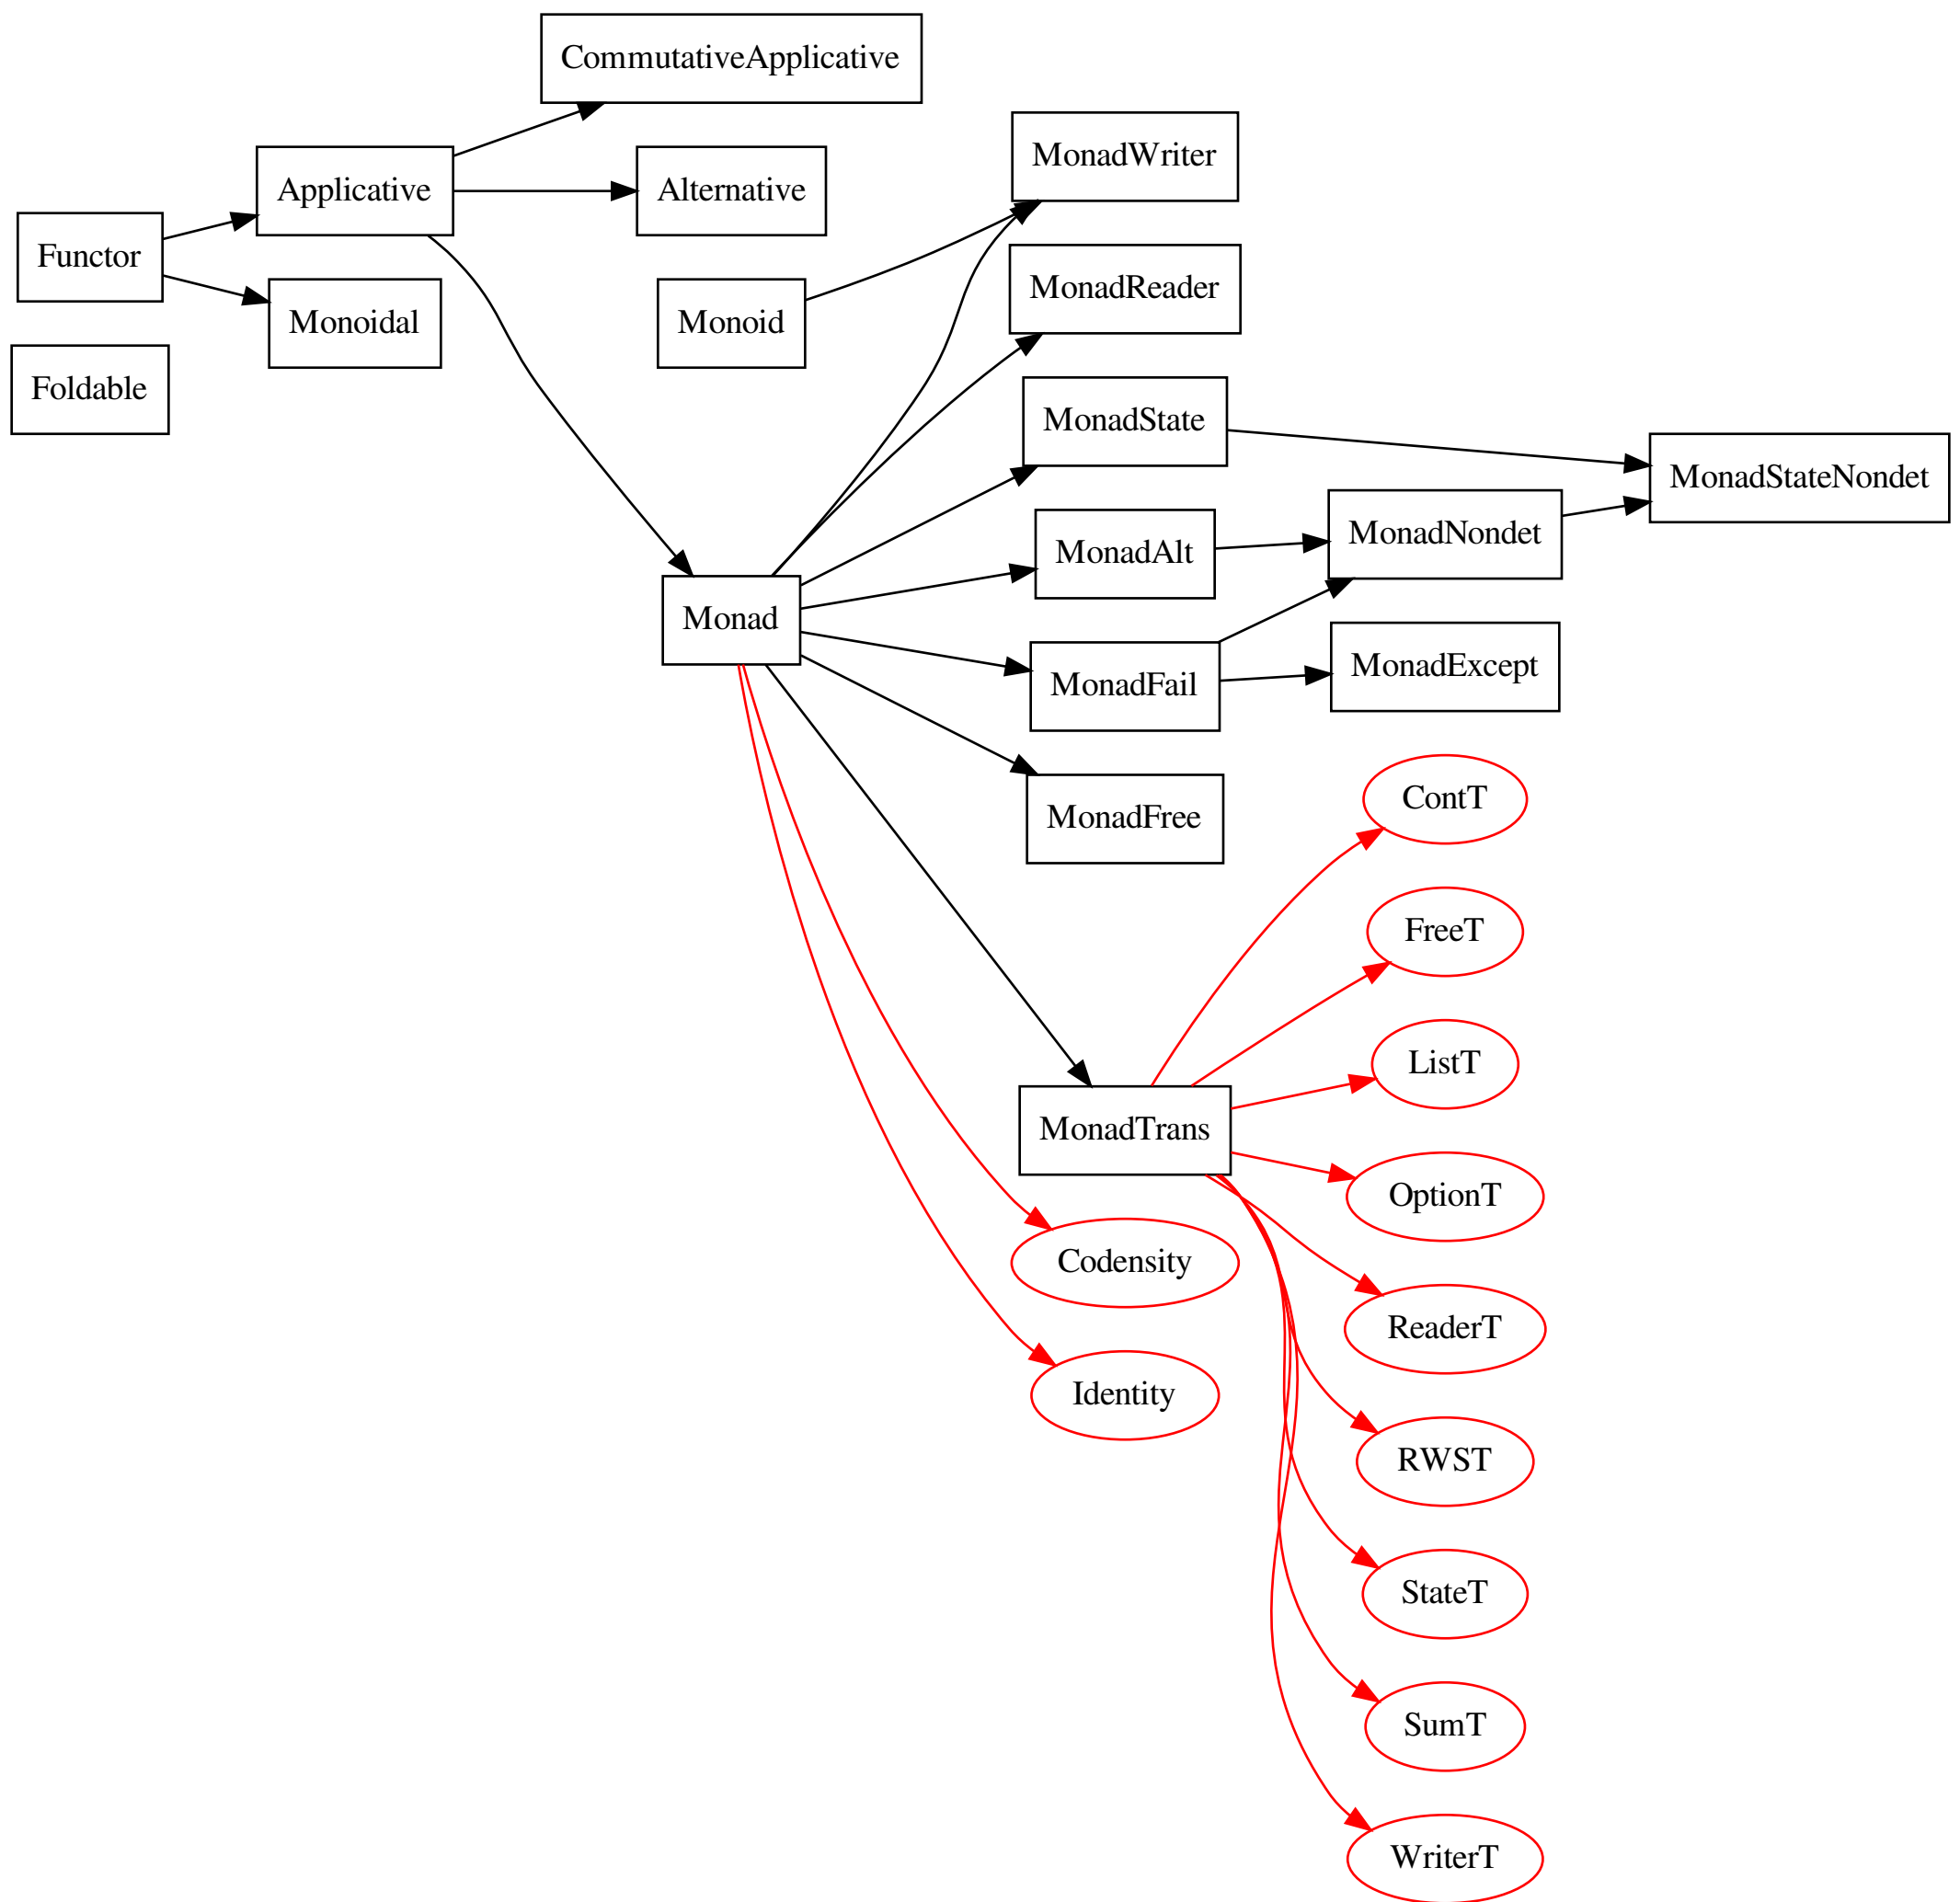 CommutativeApplicative
MonadWriter
Applicative
Alternative
Functor
MonadReader
Monoidal
Monoid
Foldable
MonadState
MonadStateNondet
MonadNondet
MonadAlt
Monad
MonadExcept
MonadFail
ContT
MonadFree
FreeT
ListT
MonadTrans
OptionT
Codensity
ReaderT
Identity
RWST
StateT
SumT
WriterT